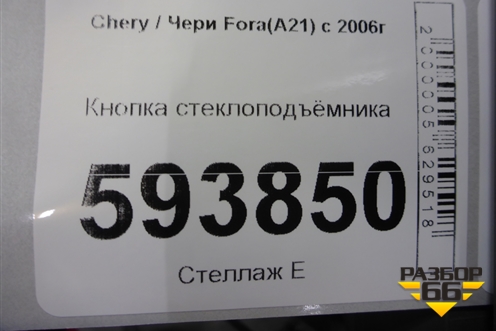 Chery / Чери Fora(A21) с 2006г
Кнопка стеклоподъёмника
593850
Стеллаж Е
2000005629518
РАЗБОР
66